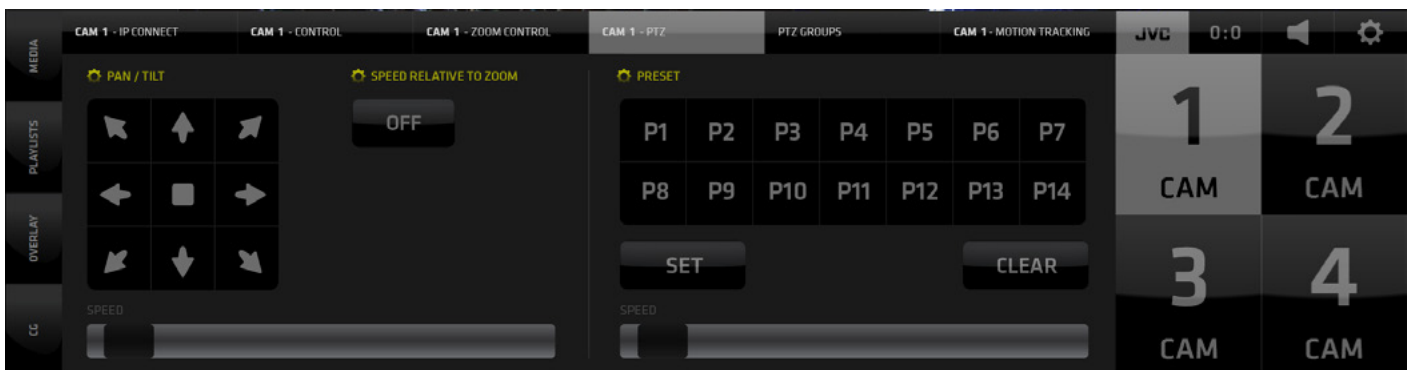 MEDIA
PLAYLISTS
OVERLAY
CG
CAM 1 - IP CONNECT
CAM 1 - CONTROL
CAM 1 - ZOOM CONTROL
CAM 1 - PTZ
PTZ GROUPS
CAM 1 - MOTION TRACKING
JVC
0:0
PAN / TILT
SPEED RELATIVE TO ZOOM
OFF
SPEED
PRESET
P1 P2 P3 P4 P5 P6 P7
P8 P9 P10 P11 P12 P13 P14
SET
CLEAR
SPEED
1
CAM
2
CAM
3
CAM
4
CAM